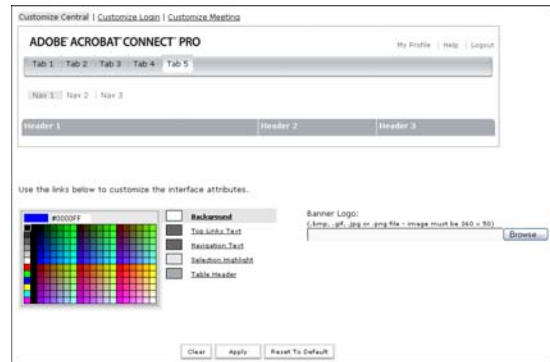 Customize Central | Customize Login | Customize Meeting
ADOBE® ACROBAT® CONNECT™ PRO
My Profile | Help | Logout
Tab 1 Tab 2 Tab 3 Tab 4 Tab 5
Nav 1 | Nav 2 | Nav 3
Header 1 Header 2 Header 3
Use the links below to customize the interface attributes.
#0000FF
Background
Top Links Text
Navigation Text
Selection Highlight
Table Header
Banner Logo:
(.bmp, .gif, .jpg or .png file - image must be 360 x 50)
Browse...
Clear Apply Reset To Default